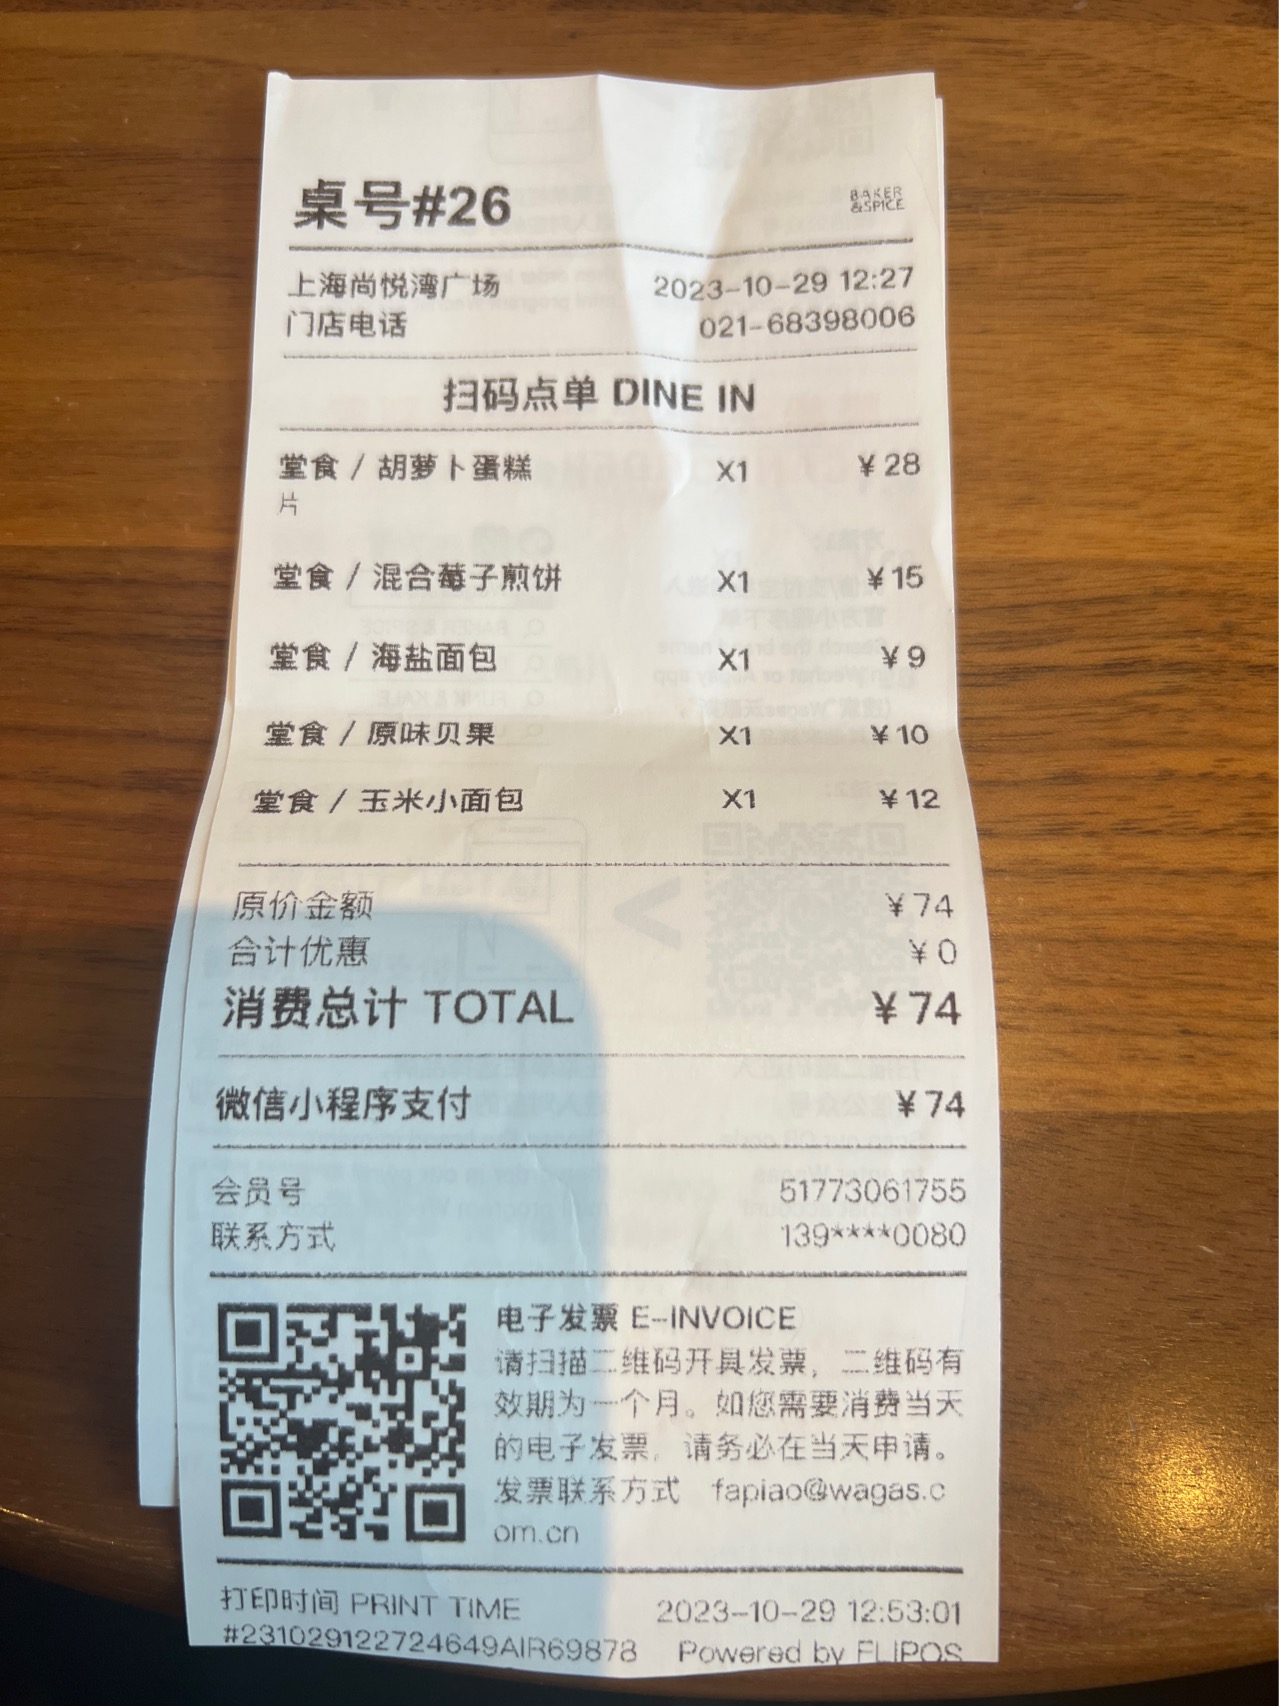 桌号#26
BAKER
&SPICE
上海尚悦湾广场 2023-10-29 12:27
门店电话 021-68398006
扫码点单 DINE IN
堂食 / 胡萝卜蛋糕 X1 ¥28
片
堂食 / 混合莓子煎饼 X1 ¥15
堂食 / 海盐面包 X1 ¥9
堂食 / 原味贝果 X1 ¥10
堂食 / 玉米小面包 X1 ¥12
原价金额 ¥74
合计优惠 ¥0
消费总计 TOTAL ¥74
微信小程序支付 ¥74
会员号 51773061755
联系方式 139****0080
电子发票 E-INVOICE
请扫描二维码开具发票，二维码有
效期为一个月。如您需要消费当天
的电子发票，请务必在当天申请。
发票联系方式 fapiao@wagas.c
om.cn
打印时间 PRINT TIME 2023-10-29 12:53:01
#231029122724649AIR69878 Powered by FLIPOS